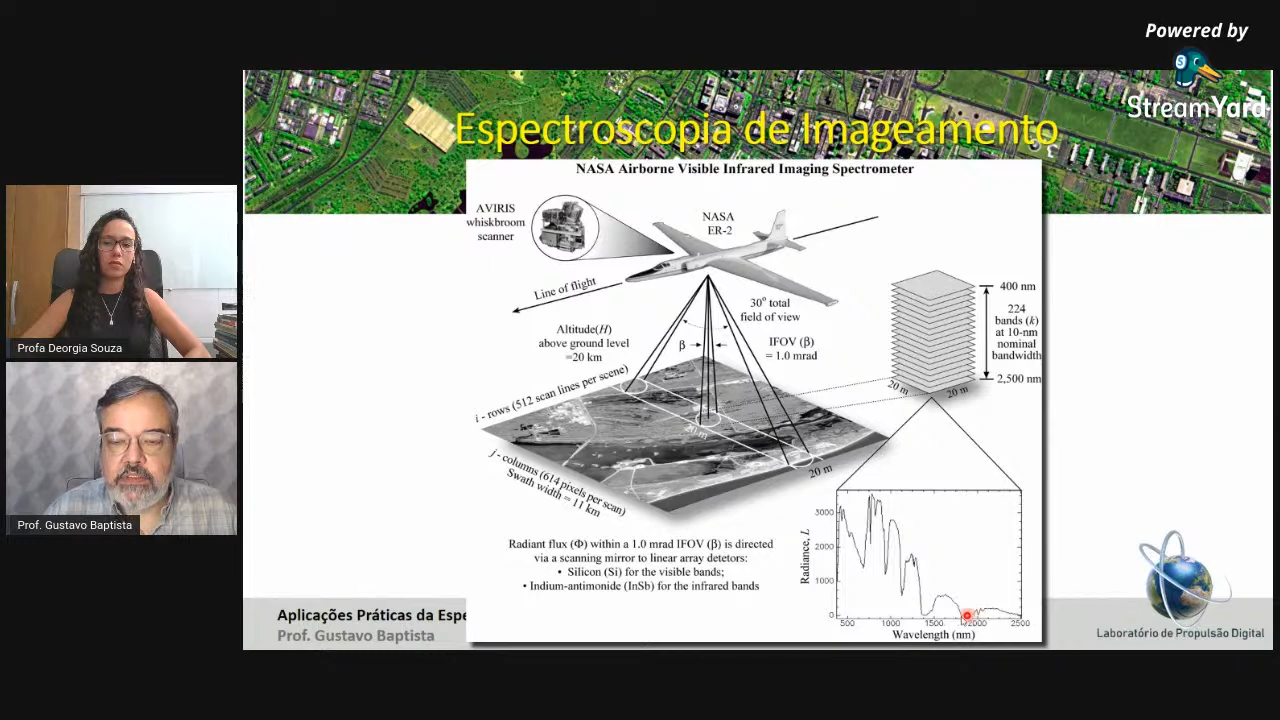 Powered by
StreamYard
Espectroscopia de Imageamento
NASA Airborne Visible Infrared Imaging Spectrometer
AVIRIS
whiskbroom
scanner
NASA
ER-2
Line of flight
30° total
field of view
Altitude(H)
above ground level
=20 km
β
IFOV (β)
= 1.0 mrad
400 nm
224
bands (k)
at 10-nm
nominal
bandwidth
2,500 nm
20 m
20 m
i - rows (512 scan lines per scene)
20 m
20 m
j - columns (614 pixels per scan)
Swath width = 11 km
Radiant flux (Φ) within a 1.0 mrad IFOV (β) is directed
via a scanning mirror to linear array detetors:
• Silicon (Si) for the visible bands;
• Indium-antimonide (InSb) for the infrared bands
Radiance, L
3000
2000
1000
0
500
1000
1500
2000
2500
Wavelength (nm)
Profa Deorgia Souza
Prof. Gustavo Baptista
Aplicações Práticas da Espe
Prof. Gustavo Baptista
Laboratório de Propulsão Digital